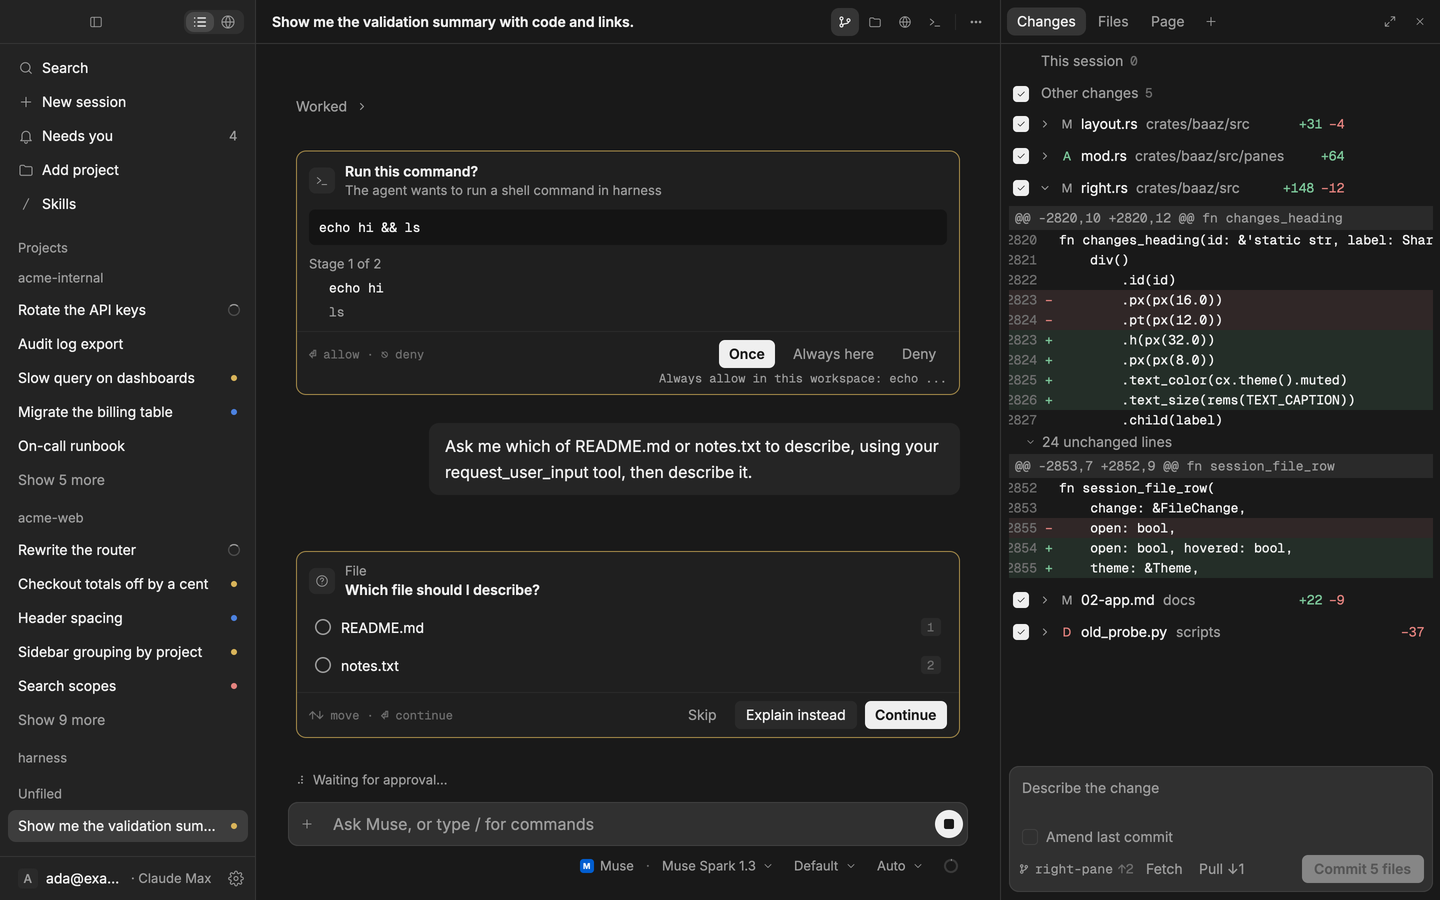 Search
New session
Needs you 4
Add project
Skills
Projects
acme-internal
Rotate the API keys
Audit log export
Slow query on dashboards
Migrate the billing table
On-call runbook
Show 5 more
acme-web
Rewrite the router
Checkout totals off by a cent
Header spacing
Sidebar grouping by project
Search scopes
Show 9 more
harness
Unfiled
Show me the validation sum...
A ada@exa... · Claude Max
Show me the validation summary with code and links.
Worked
Run this command?
The agent wants to run a shell command in harness
echo hi && ls
Stage 1 of 2
echo hi
ls
allow · deny
Once Always here Deny
Always allow in this workspace: echo ...
Ask me which of README.md or notes.txt to describe, using your
request_user_input tool, then describe it.
File
Which file should I describe?
README.md 1
notes.txt 2
↑↓ move · continue
Skip Explain instead Continue
Waiting for approval...
+ Ask Muse, or type / for commands
M Muse · Muse Spark 1.3 Default Auto
Changes Files Page +
This session 0
Other changes 5
M layout.rs crates/baaz/src +31 −4
A mod.rs crates/baaz/src/panes +64
M right.rs crates/baaz/src +148 −12
@@ -2820,10 +2820,12 @@ fn changes_heading
2820 fn changes_heading(id: &'static str, label: Shar
2821 div()
2822 .id(id)
2823 − .px(px(16.0))
2824 − .pt(px(12.0))
2823 + .h(px(32.0))
2824 + .px(px(8.0))
2825 + .text_color(cx.theme().muted)
2826 + .text_size(rems(TEXT_CAPTION))
2827 .child(label)
24 unchanged lines
@@ -2853,7 +2852,9 @@ fn session_file_row
2852 fn session_file_row(
2853 change: &FileChange,
2855 − open: bool,
2854 + open: bool, hovered: bool,
2855 + theme: &Theme,
M 02-app.md docs +22 −9
D old_probe.py scripts −37
Describe the change
Amend last commit
right-pane ↑2 Fetch Pull ↓1 Commit 5 files